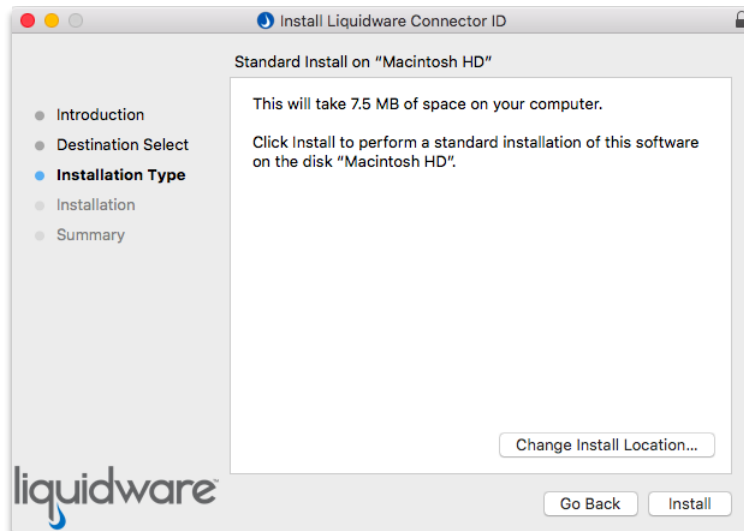 Install Liquidware Connector ID
Standard Install on “Macintosh HD”
Introduction
Destination Select
Installation Type
Installation
Summary
This will take 7.5 MB of space on your computer.
Click Install to perform a standard installation of this software
on the disk “Macintosh HD”.
Change Install Location...
liquidware™
Go Back
Install